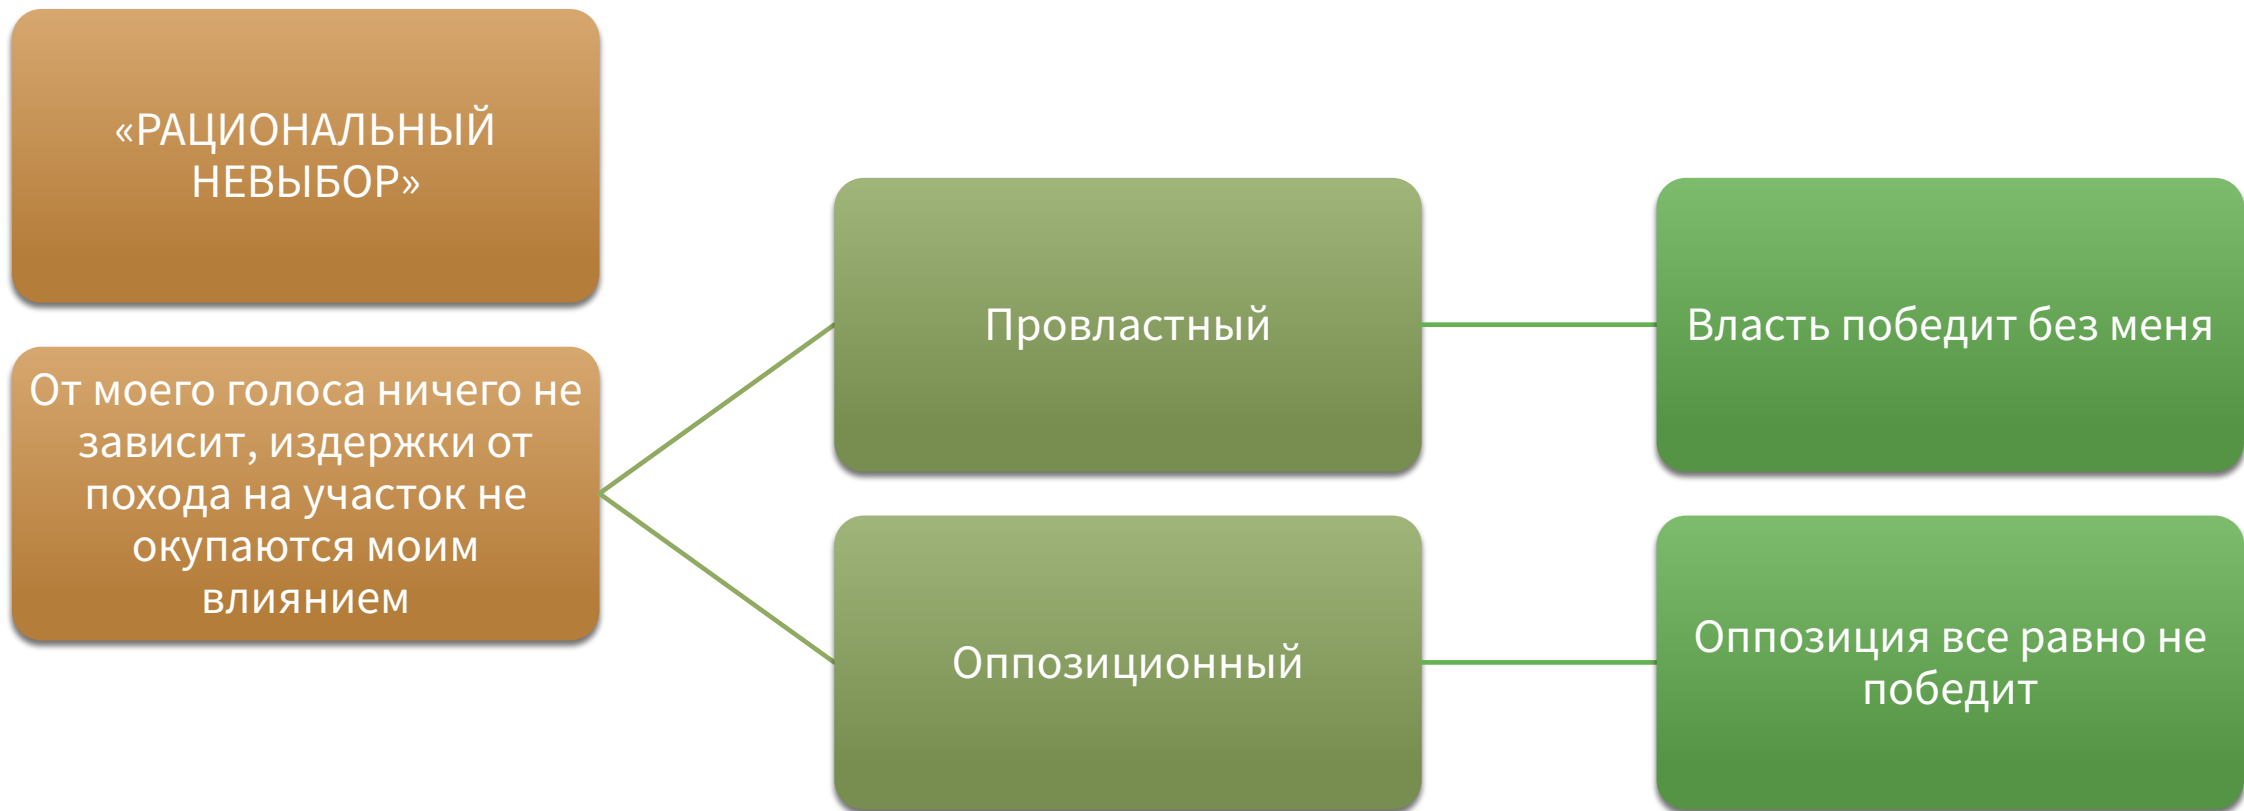 «РАЦИОНАЛЬНЫЙ
НЕВЫБОР»
От моего голоса ничего не
зависит, издержки от
похода на участок не
окупаются моим
влиянием
Провластный
Власть победит без меня
Оппозиционный
Оппозиция все равно не
победит